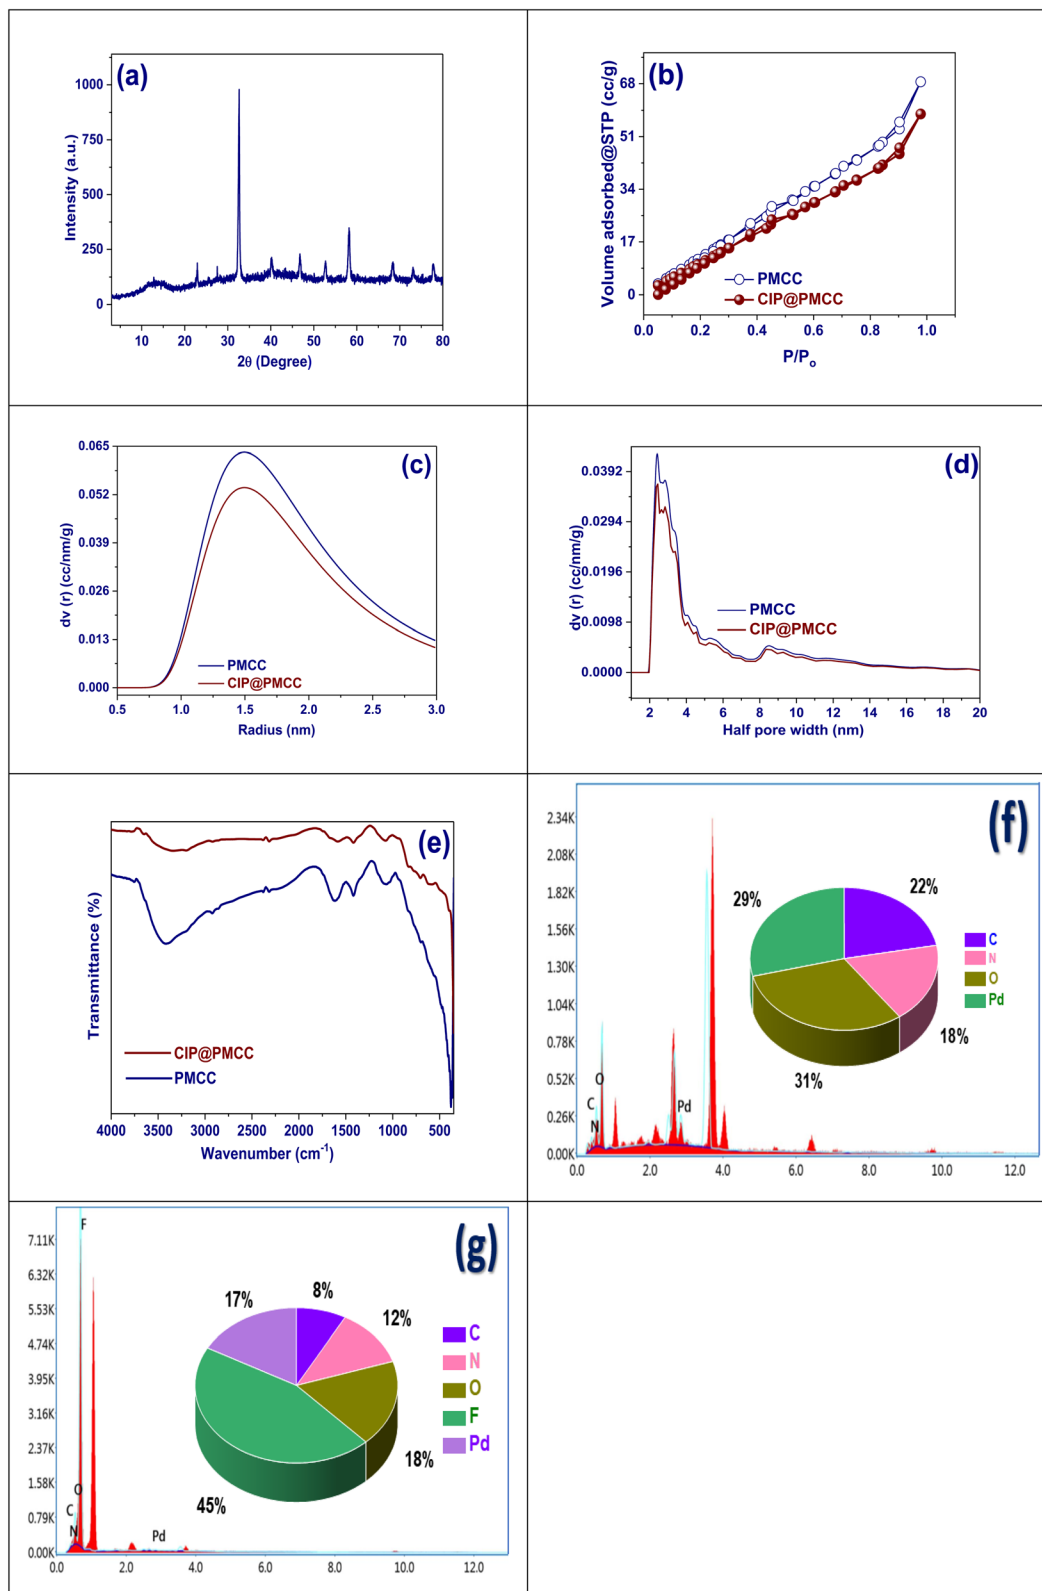 (a)
1000
750
500
250
0
Intensity (a.u.)
10 20 30 40 50 60 70 80
2θ (Degree)
(b)
68
51
34
17
0
Volume adsorbed@STP (cc/g)
PMCC
CIP@PMCC
0.0 0.2 0.4 0.6 0.8 1.0
P/Po
(c)
0.065
0.052
0.039
0.026
0.013
0.000
dv (r) (cc/nm/g)
PMCC
CIP@PMCC
0.5 1.0 1.5 2.0 2.5 3.0
Radius (nm)
(d)
0.0392
0.0294
0.0196
0.0098
0.0000
dv (r) (cc/nm/g)
PMCC
CIP@PMCC
2 4 6 8 10 12 14 16 18 20
Half pore width (nm)
(e)
Transmittance (%)
CIP@PMCC
PMCC
4000 3500 3000 2500 2000 1500 1000 500
Wavenumber (cm-1)
(f)
2.34K
2.08K
1.82K
1.56K
1.30K
1.04K
0.78K
0.52K
0.26K
0.00K
O
C
N
Pd
29%
22%
18%
31%
C
N
O
Pd
0.0 2.0 4.0 6.0 8.0 10.0 12.0
(g)
7.11K
6.32K
5.53K
4.74K
3.95K
3.16K
2.37K
1.58K
0.79K
0.00K
F
O
C
N
Pd
17%
8%
12%
18%
45%
C
N
O
F
Pd
0.0 2.0 4.0 6.0 8.0 10.0 12.0